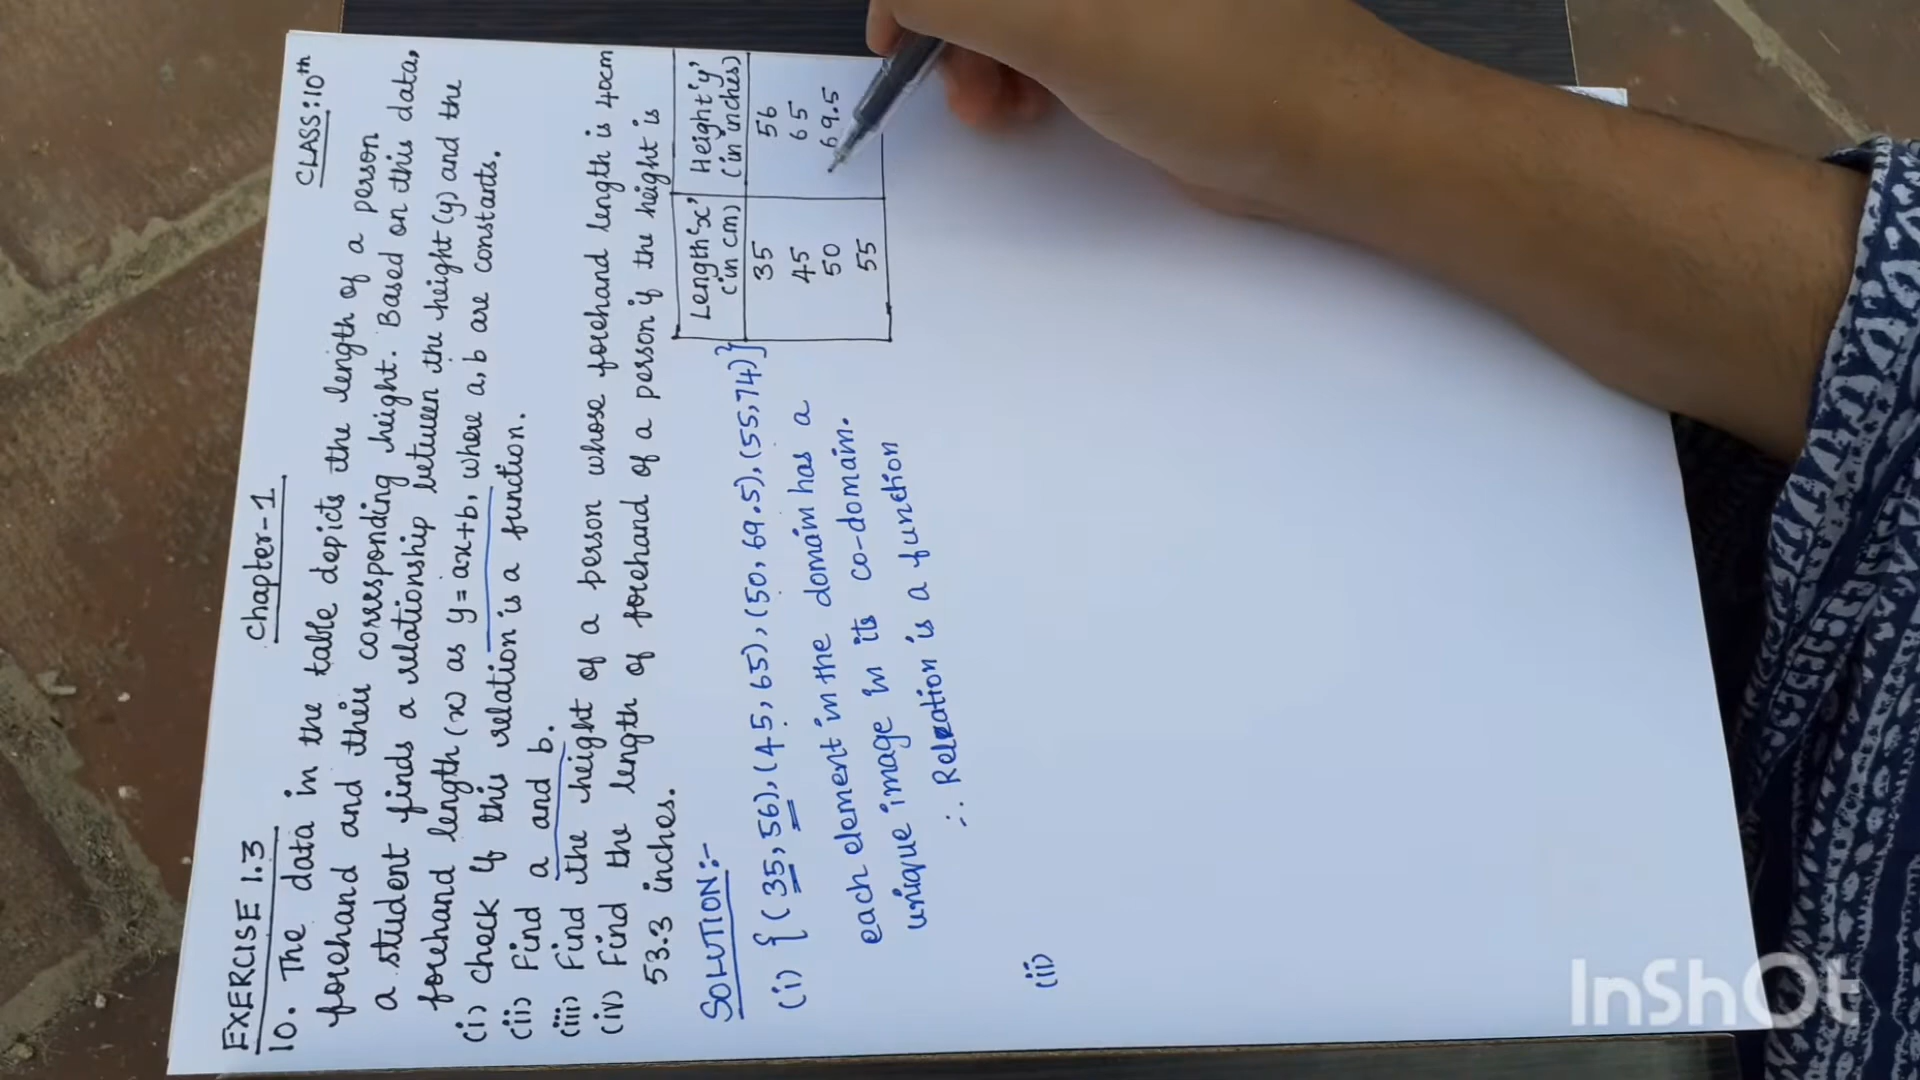 EXERCISE 1.3
chapter-1
CLASS:10th
10. The data in the table depicts the length of a person
forehand and their corresponding height. Based on this data,
a student finds a relationship between the height (y) and the
forehand length (x) as y=ax+b, where a, b are constants.
(i) check if this relation is a function.
(ii) Find a and b.
(iii) Find the height of a person whose forehand length is 40cm
(iv) Find the length of forehand of a person if the height is
53.3 inches.
SOLUTION:-
Length 'x' Height 'y'
(in cm) (in inches)
35 56
45 65
50 69.5
55
(i) {(35, 56), (45, 65), (50, 69.5), (55, 74)}
each element in the domain has a
unique image in its co-domain.
∴ Relation is a function
(ii)
InShOt